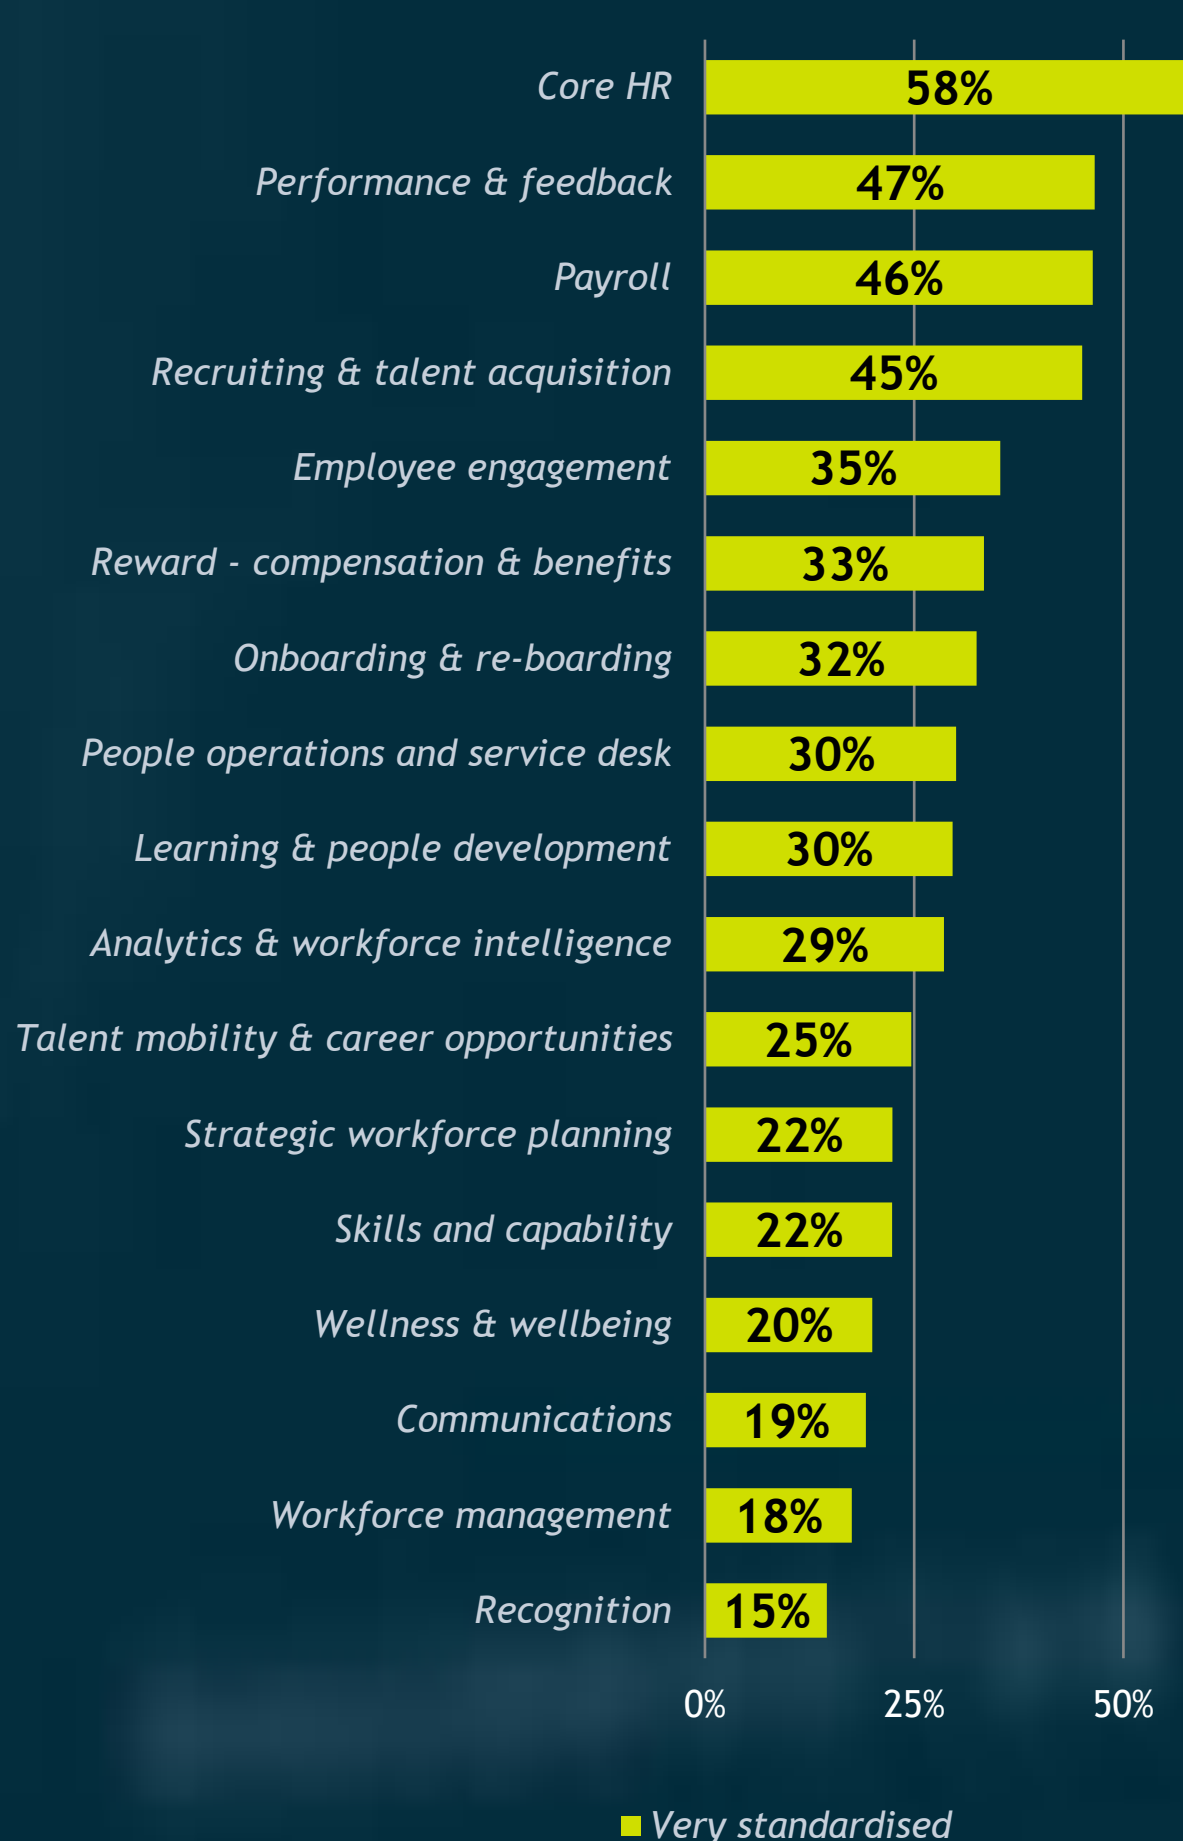 Core HR 58%
Performance & feedback 47%
Payroll 46%
Recruiting & talent acquisition 45%
Employee engagement 35%
Reward - compensation & benefits 33%
Onboarding & re-boarding 32%
People operations and service desk 30%
Learning & people development 30%
Analytics & workforce intelligence 29%
Talent mobility & career opportunities 25%
Strategic workforce planning 22%
Skills and capability 22%
Wellness & wellbeing 20%
Communications 19%
Workforce management 18%
Recognition 15%
0% 25% 50%
Very standardised